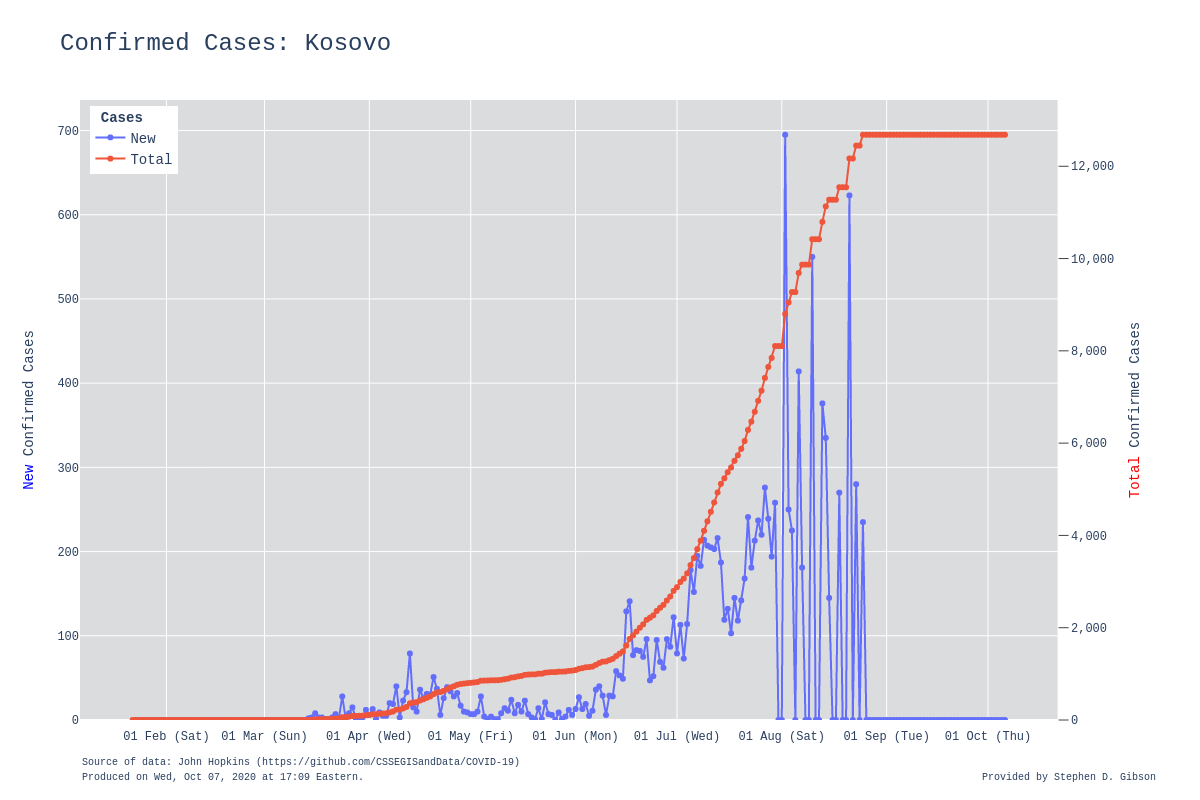 Confirmed Cases: Kosovo
Cases
New
Total
700
600
500
400
300
200
100
0
12,000
10,000
8,000
6,000
4,000
2,000
0
New Confirmed Cases
Total Confirmed Cases
01 Feb (Sat) 01 Mar (Sun) 01 Apr (Wed) 01 May (Fri) 01 Jun (Mon) 01 Jul (Wed) 01 Aug (Sat) 01 Sep (Tue) 01 Oct (Thu)
Source of data: John Hopkins (https://github.com/CSSEGISandData/COVID-19)
Produced on Wed, Oct 07, 2020 at 17:09 Eastern.
Provided by Stephen D. Gibson